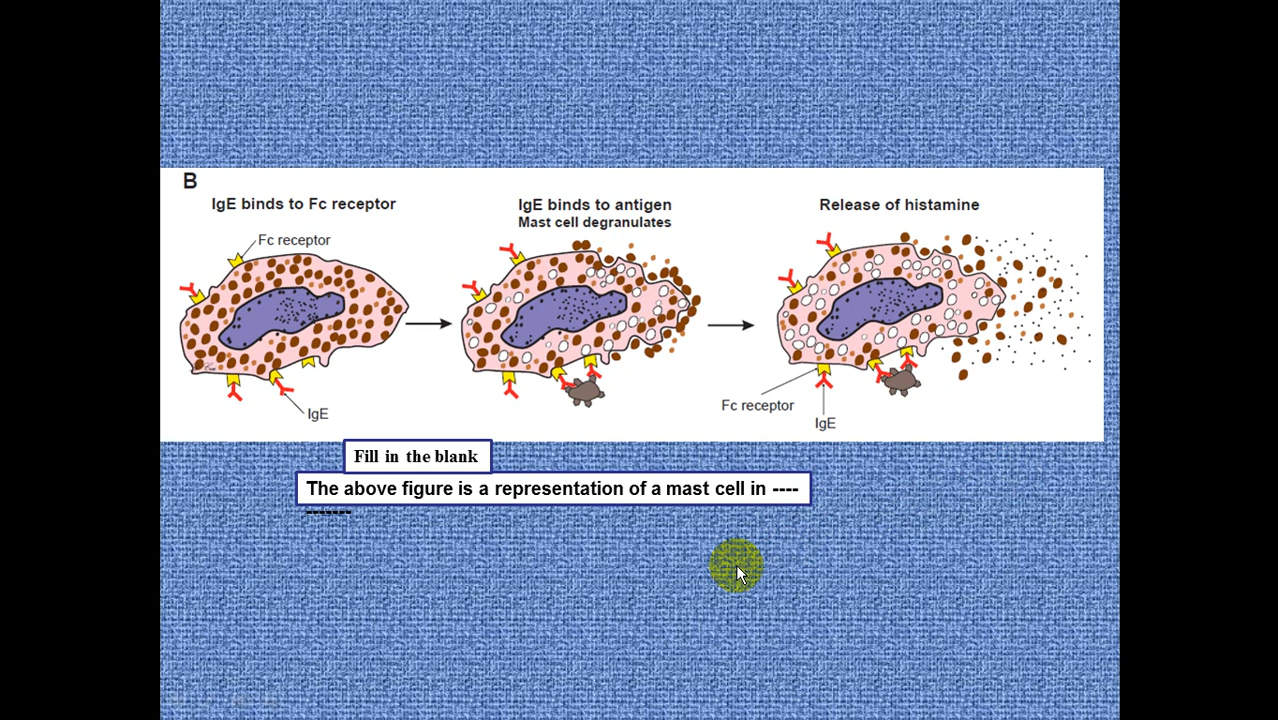 B
IgE binds to Fc receptor
IgE binds to antigen
Mast cell degranulates
Release of histamine
Fc receptor
IgE
Fc receptor
IgE
Fill in the blank
The above figure is a representation of a mast cell in ----
-------